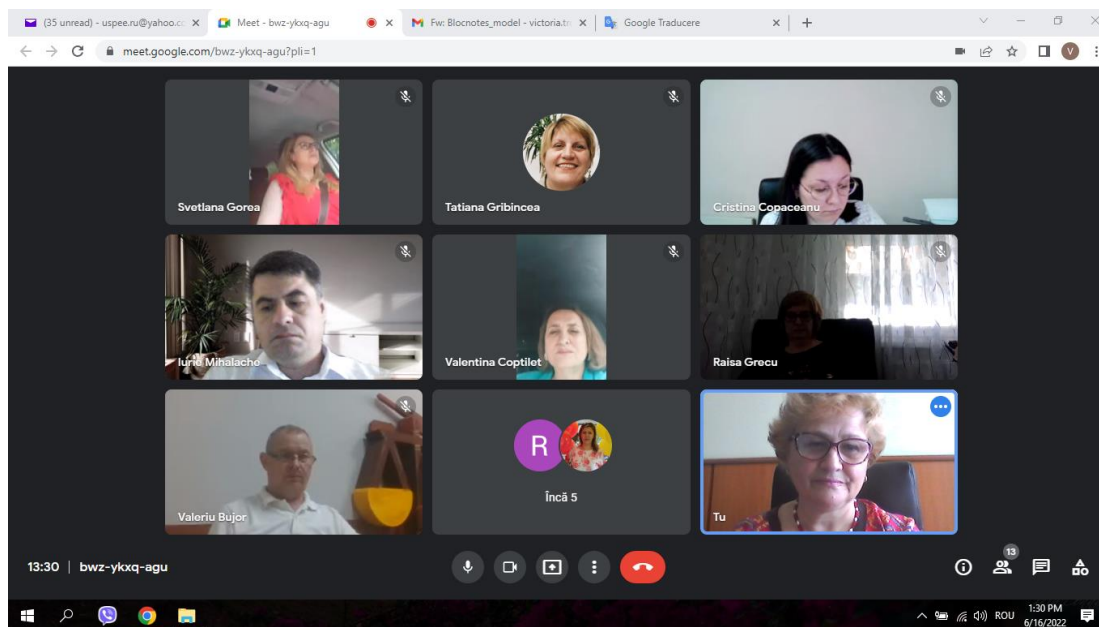 (35 unread) - uspee.ru@yahoo.co
Meet - bwz-ykxq-agu
Fw: Blocnotes_model - victoria.tr
Google Traducere
meet.google.com/bwz-ykxq-agu?pli=1
V
Svetlana Gorea
Tatiana Gribincea
Cristina Copaceanu
Iurie Mihalache
Valentina Coptilet
Raisa Grecu
Valeriu Bujor
R
Încă 5
Tu
13:30 | bwz-ykxq-agu
13
ROU
1:30 PM
6/16/2022